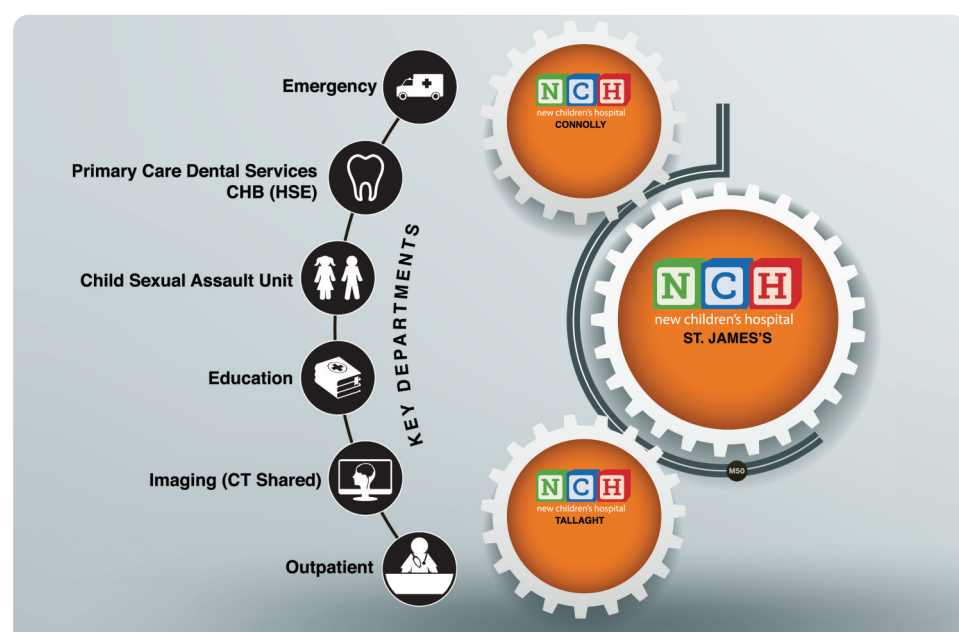 Emergency
Primary Care Dental Services
CHB (HSE)
Child Sexual Assault Unit
Education
Imaging (CT Shared)
Outpatient
KEY DEPARTMENTS
NCH
new children's hospital
CONNOLLY
NCH
new children's hospital
ST. JAMES'S
M50
NCH
new children's hospital
TALLAGHT